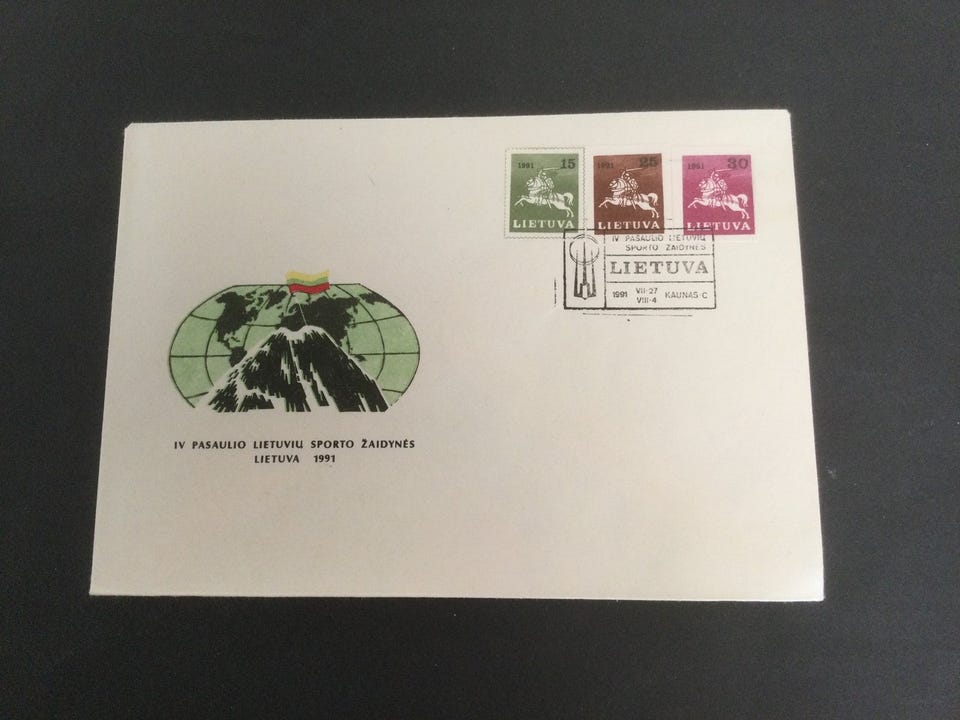 1991 15
LIETUVA
1991 25
LIETUVA
1991 30
LIETUVA
IV PASAULIO LIETUVIŲ
SPORTO ŽAIDYNĖS
LIETUVA
1991 VII-27 KAUNAS-C
VIII-4
IV PASAULIO LIETUVIŲ SPORTO ŽAIDYNĖS
LIETUVA 1991